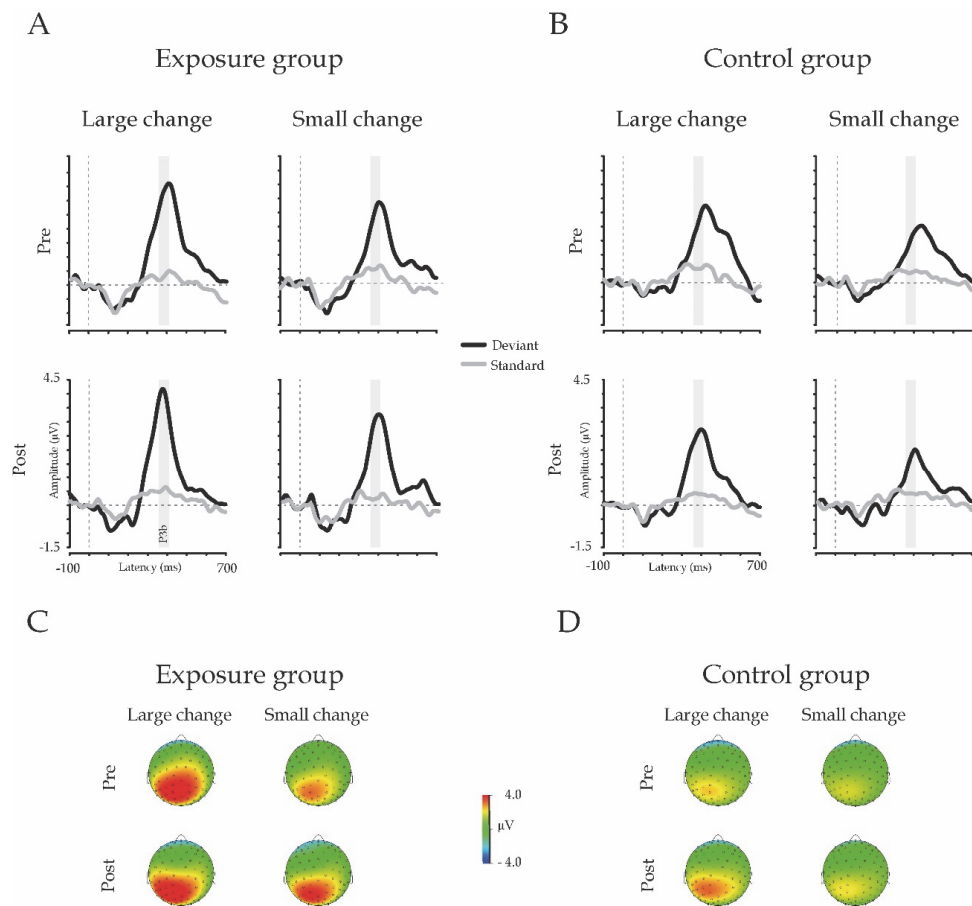 A
Exposure group
Large change
Small change
Pre
Post
4.5
Amplitude (µV)
-1.5
P3b
-100
Latency (ms)
700
Deviant
Standard
B
Control group
Large change
Small change
Pre
Post
4.5
Amplitude (µV)
-1.5
-100
Latency (ms)
700
C
Exposure group
Large change
Small change
Pre
Post
4.0
µV
- 4.0
D
Control group
Large change
Small change
Pre
Post